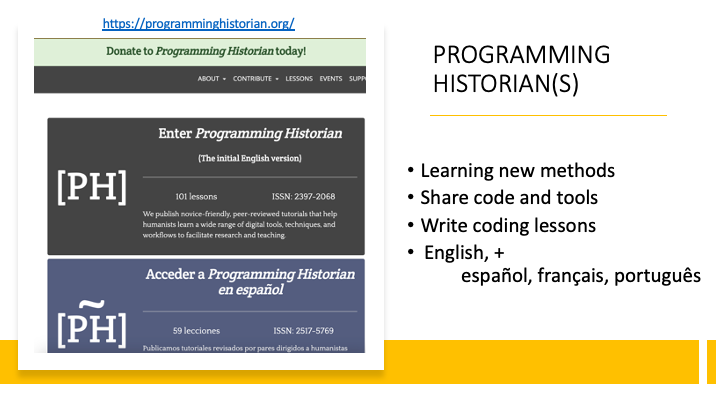 https://programminghistorian.org/
Donate to Programming Historian today!
ABOUT CONTRIBUTE LESSONS EVENTS SUPP
Enter Programming Historian
(The initial English version)
[PH]
101 lessons ISSN: 2397-2068
We publish novice-friendly, peer-reviewed tutorials that help
humanists learn a wide range of digital tools, techniques, and
workflows to facilitate research and teaching.
Acceder a Programming Historian
en español
[PH̃]
59 lecciones ISSN: 2517-5769
Publicamos tutoriales revisados por pares dirigidos a humanistas
PROGRAMMING
HISTORIAN(S)
• Learning new methods
• Share code and tools
• Write coding lessons
• English, +
español, français, português